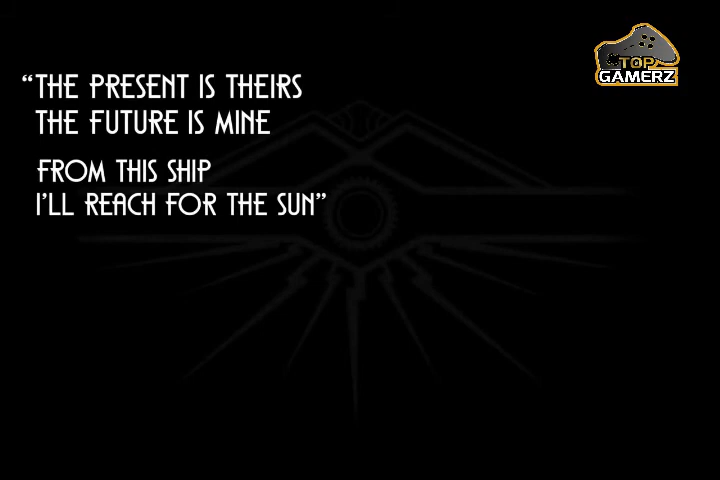 “THE PRESENT IS THEIRS
THE FUTURE IS MINE
FROM THIS SHIP
I’LL REACH FOR THE SUN”
TOP
GAMERZ